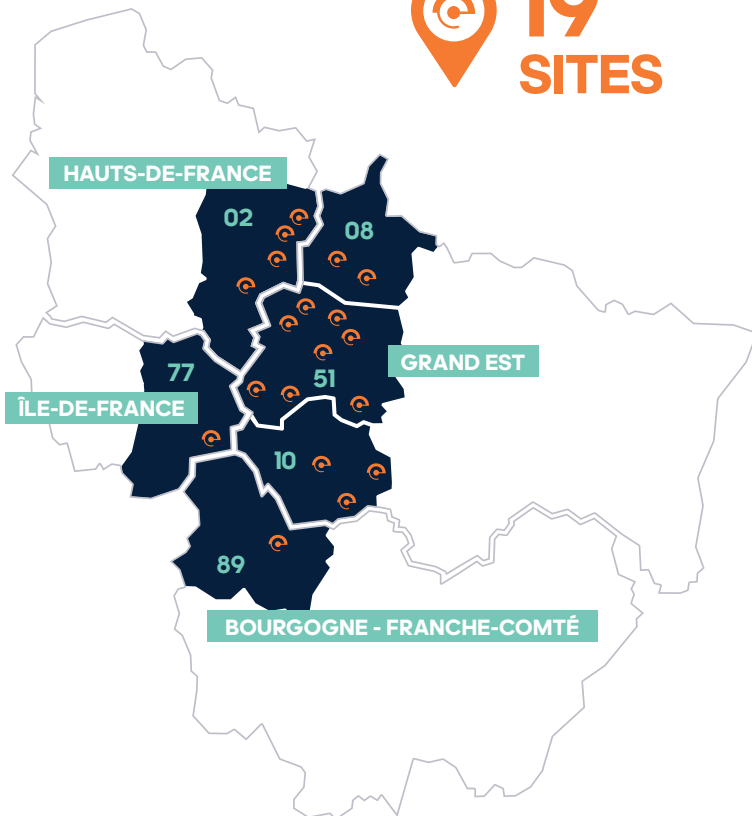 19
SITES
HAUTS-DE-FRANCE
02
08
GRAND EST
77
51
ÎLE-DE-FRANCE
10
89
BOURGOGNE - FRANCHE-COMTÉ